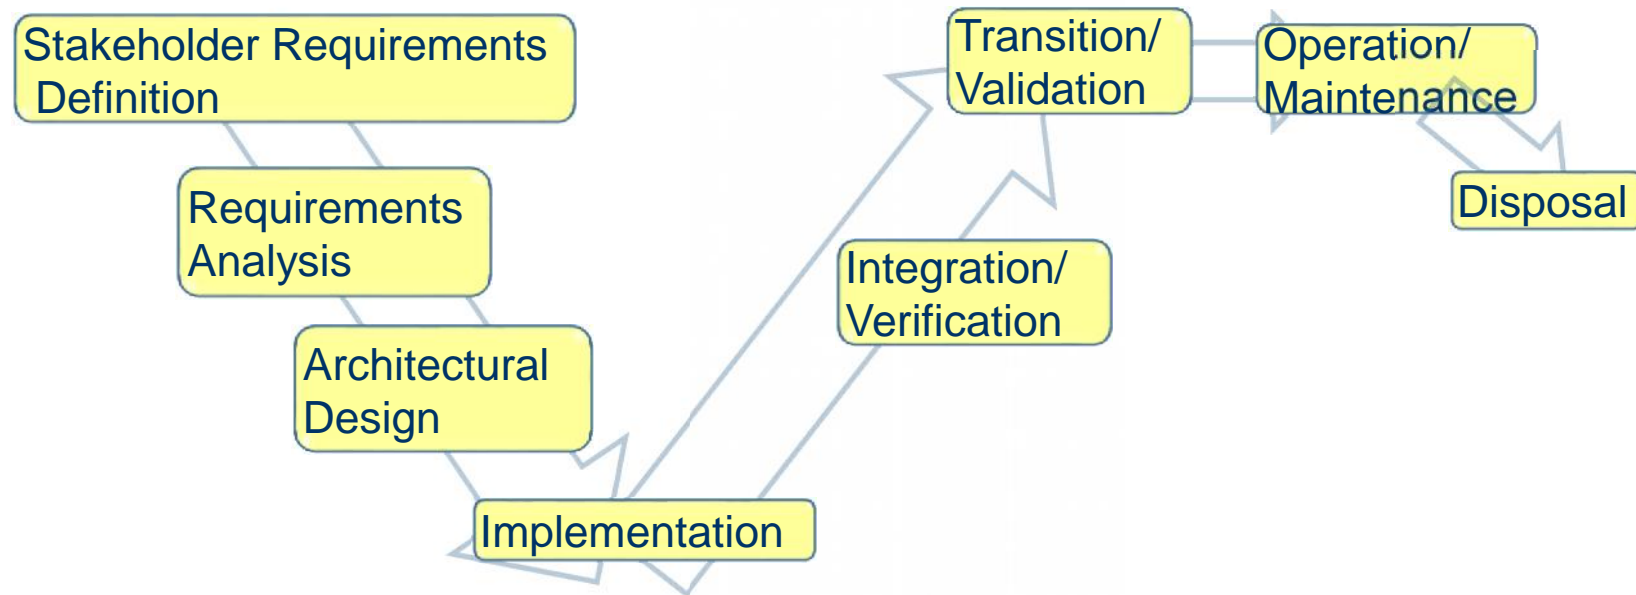 Stakeholder Requirements
Definition
Requirements
Analysis
Architectural
Design
Implementation
Integration/
Verification
Transition/
Validation
Operation/
Maintenance
Disposal